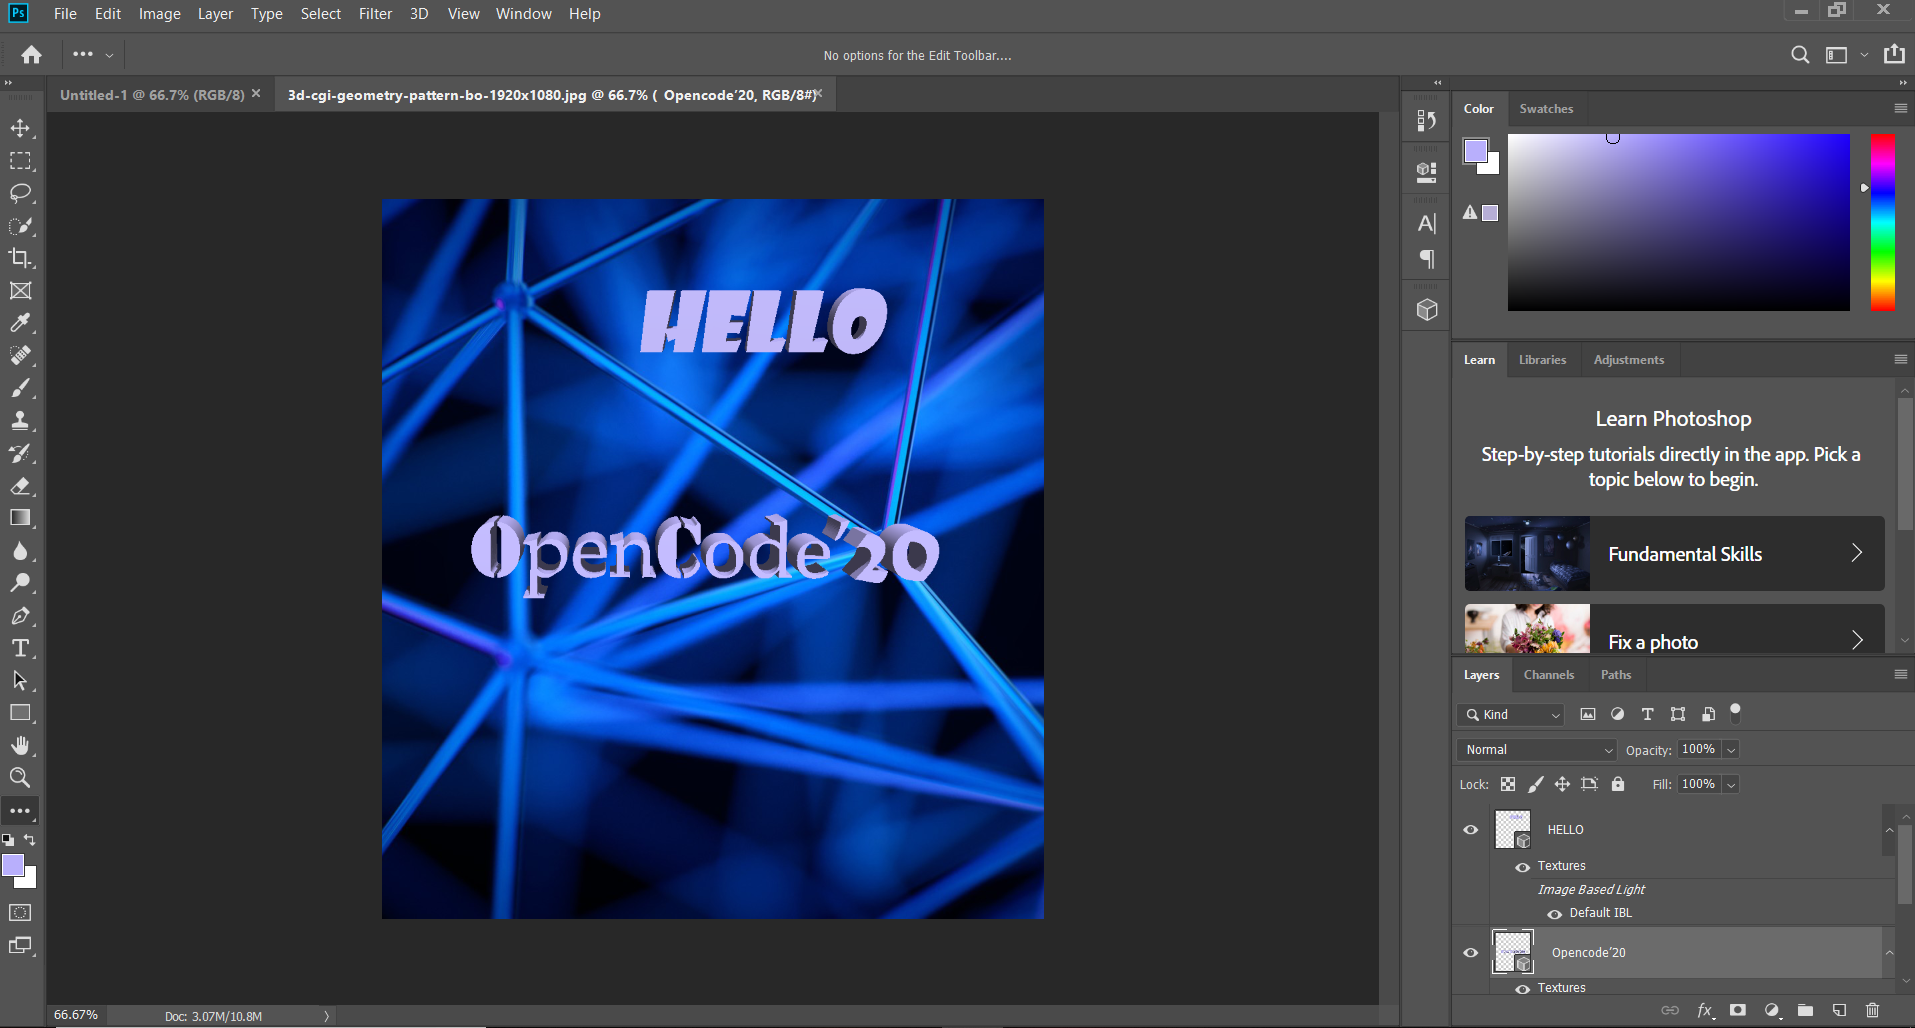 Ps File Edit Image Layer Type Select Filter 3D View Window Help
No options for the Edit Toolbar....
Untitled-1 @ 66.7% (RGB/8)
3d-cgi-geometry-pattern-bo-1920x1080.jpg @ 66.7% ( Opencode'20, RGB/8#)
HELLO
OpenCode'20
Color Swatches
Learn Libraries Adjustments
Learn Photoshop
Step-by-step tutorials directly in the app. Pick a
topic below to begin.
Fundamental Skills
Fix a photo
Layers Channels Paths
Kind
Normal Opacity: 100%
Lock: Fill: 100%
HELLO
Textures
Image Based Light
Default IBL
Opencode'20
Textures
66.67% Doc: 3.07M/10.8M